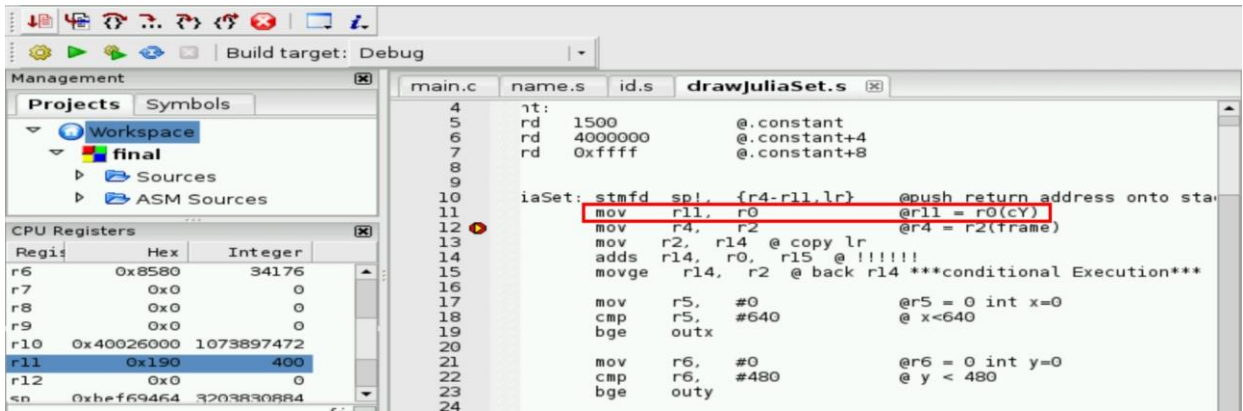 Build target: Debug
Management
Projects Symbols
Workspace
final
Sources
ASM Sources
CPU Registers
Regis Hex Integer
r6 0x8580 34176
r7 0x0 0
r8 0x0 0
r9 0x0 0
r10 0x40026000 1073897472
r11 0x190 400
r12 0x0 0
sp 0xbef69464 3203830884
main.c name.s id.s drawJuliaSet.s
4 nt:
5 rd 1500 @.constant
6 rd 4000000 @.constant+4
7 rd 0xffff @.constant+8
8
9
10 iaSet: stmfd sp!, {r4-r11,lr} @push return address onto sta
11 mov r11, r0 @r11 = r0(cY)
12 mov r4, r2 @r4 = r2(frame)
13 mov r2, r14 @ copy lr
14 adds r14, r0, r15 @ !!!!!!
15 movge r14, r2 @ back r14 ***conditional Execution***
16
17 mov r5, #0 @r5 = 0 int x=0
18 cmp r5, #640 @ x<640
19 bge outx
20
21 mov r6, #0 @r6 = 0 int y=0
22 cmp r6, #480 @ y < 480
23 bge outy
24